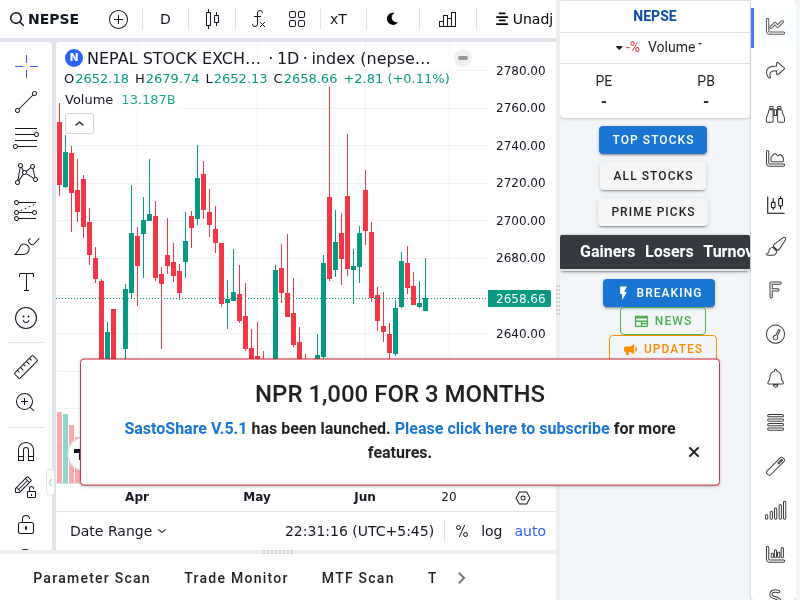 NEPSE
D
xT
Unadj
NEPAL STOCK EXCH... · 1D · index (nepse...
O2652.18 H2679.74 L2652.13 C2658.66 +2.81 (+0.11%)
Volume 13.187B
2780.00
2760.00
2740.00
2720.00
2700.00
2680.00
2658.66
2640.00
NEPSE
-% Volume -
PE PB
- -
TOP STOCKS
ALL STOCKS
PRIME PICKS
Gainers Losers Turnov
BREAKING
NEWS
UPDATES
NPR 1,000 FOR 3 MONTHS
SastoShare V.5.1 has been launched. Please click here to subscribe for more
features.
×
Apr May Jun 20
Date Range 22:31:16 (UTC+5:45) % log auto
Parameter Scan Trade Monitor MTF Scan T